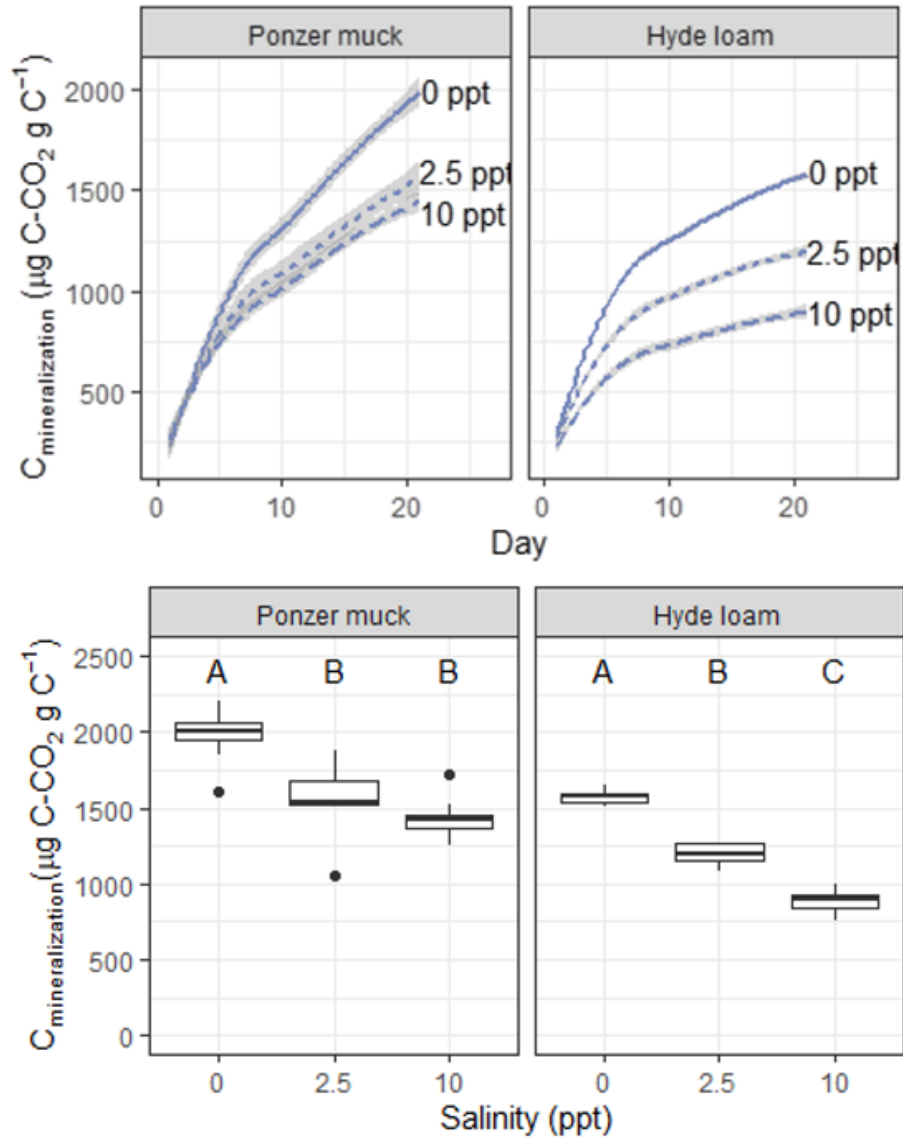 Ponzer muck Hyde loam
2000
1500
1000
500
C mineralization (µg C-CO₂ g C⁻¹)
0 ppt
2.5 ppt
10 ppt
0 ppt
2.5 ppt
10 ppt
0 10 20 0 10 20
Day
Ponzer muck Hyde loam
2500
2000
1500
1000
500
0
C mineralization (µg C-CO₂ g C⁻¹)
A B B A B C
0 2.5 10 0 2.5 10
Salinity (ppt)